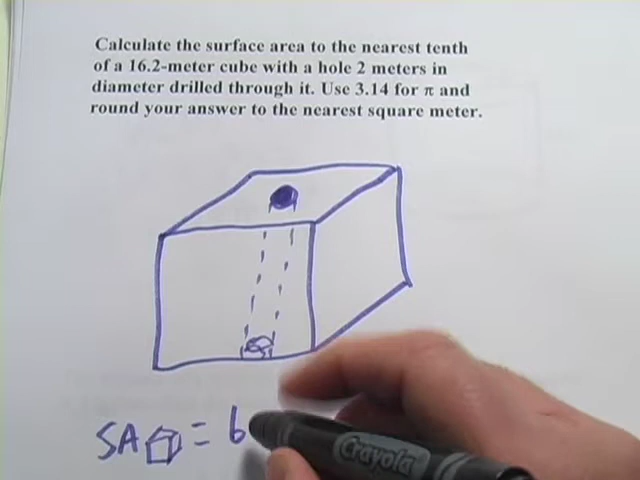 Calculate the surface area to the nearest tenth
of a 16.2-meter cube with a hole 2 meters in
diameter drilled through it. Use 3.14 for π and
round your answer to the nearest square meter.
SA = 6
Crayola